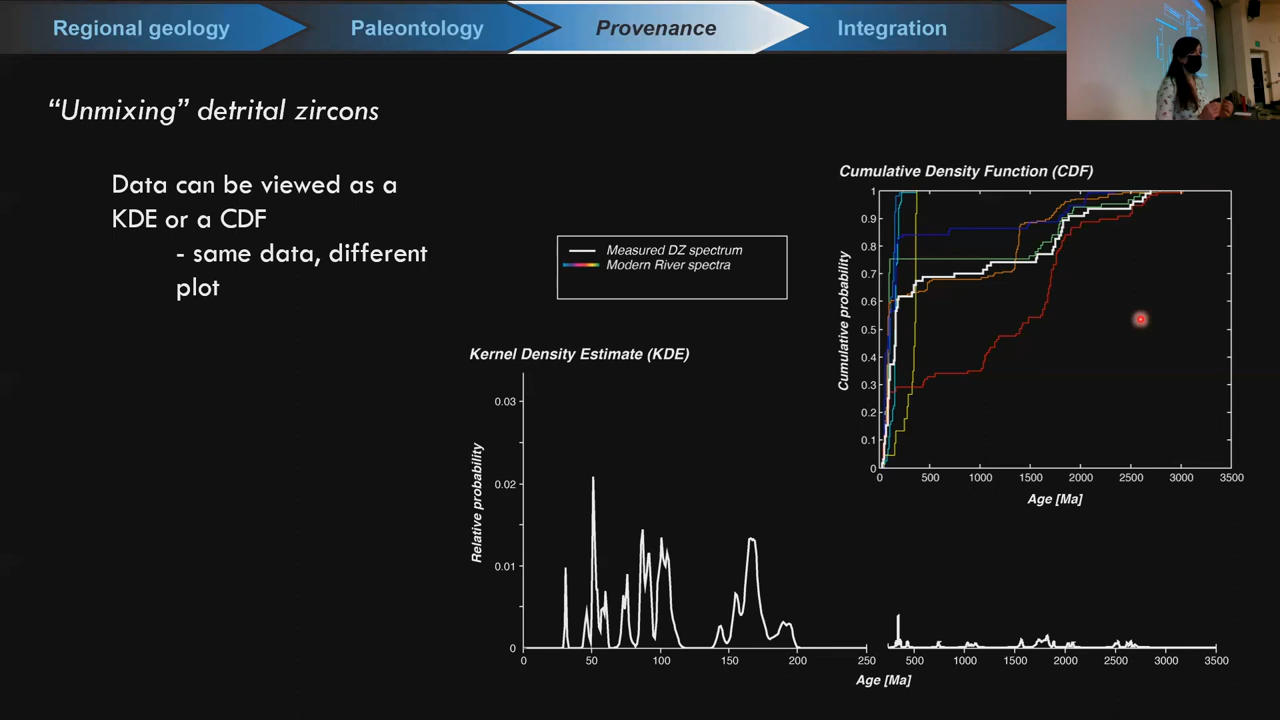 Regional geology
Paleontology
Provenance
Integration
“Unmixing” detrital zircons
Data can be viewed as a
KDE or a CDF
- same data, different
plot
Measured DZ spectrum
Modern River spectra
Cumulative Density Function (CDF)
Cumulative probability
1
0.9
0.8
0.7
0.6
0.5
0.4
0.3
0.2
0.1
0
0 500 1000 1500 2000 2500 3000 3500
Age [Ma]
Kernel Density Estimate (KDE)
Relative probability
0.03
0.02
0.01
0
0 50 100 150 200 250 500 1000 1500 2000 2500 3000 3500
Age [Ma]